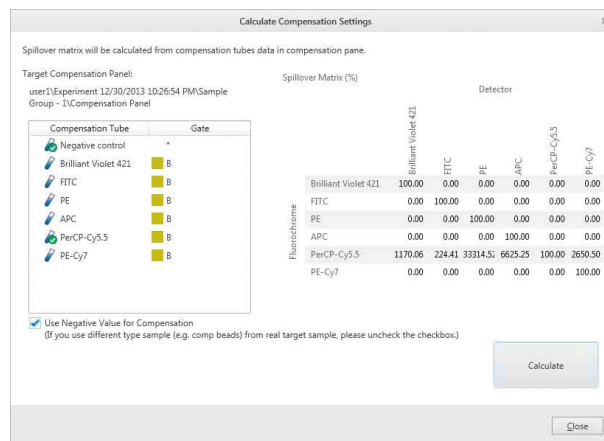 Calculate Compensation Settings
Spillover matrix will be calculated from compensation tubes data in compensation pane.
Target Compensation Panel:
user1\Experiment 12/30/2013 10:26:54 PM\Sample
Group - 1\Compensation Panel
Compensation Tube Gate
Negative control *
Brilliant Violet 421 B
FITC B
PE B
APC B
PerCP-Cy5.5 B
PE-Cy7 B
Spillover Matrix (%)
Detector
Brilliant Violet 421 FITC PE APC PerCP-Cy5.5 PE-Cy7
Fluorochrome
Brilliant Violet 421 100.00 0.00 0.00 0.00 0.00 0.00
FITC 0.00 100.00 0.00 0.00 0.00 0.00
PE 0.00 0.00 100.00 0.00 0.00 0.00
APC 0.00 0.00 0.00 100.00 0.00 0.00
PerCP-Cy5.5 1170.06 224.41 33314.52 6625.25 100.00 2650.50
PE-Cy7 0.00 0.00 0.00 0.00 0.00 100.00
Use Negative Value for Compensation
(If you use different type sample (e.g. comp beads) from real target sample, please uncheck the checkbox.)
Calculate
Close